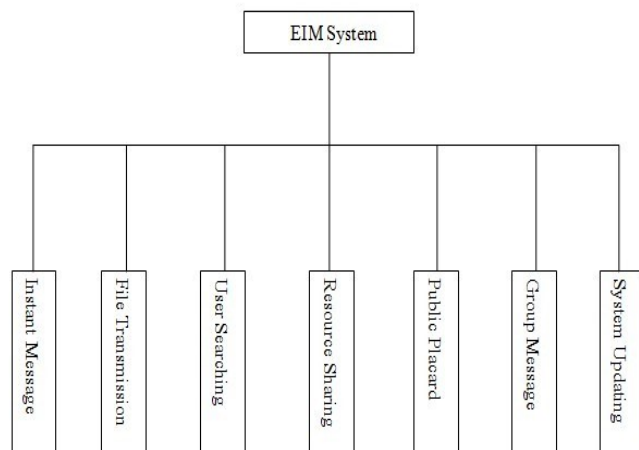 EIM System
Instant Message
File Transmission
User Searching
Resource Sharing
Public Placard
Group Message
System Updating